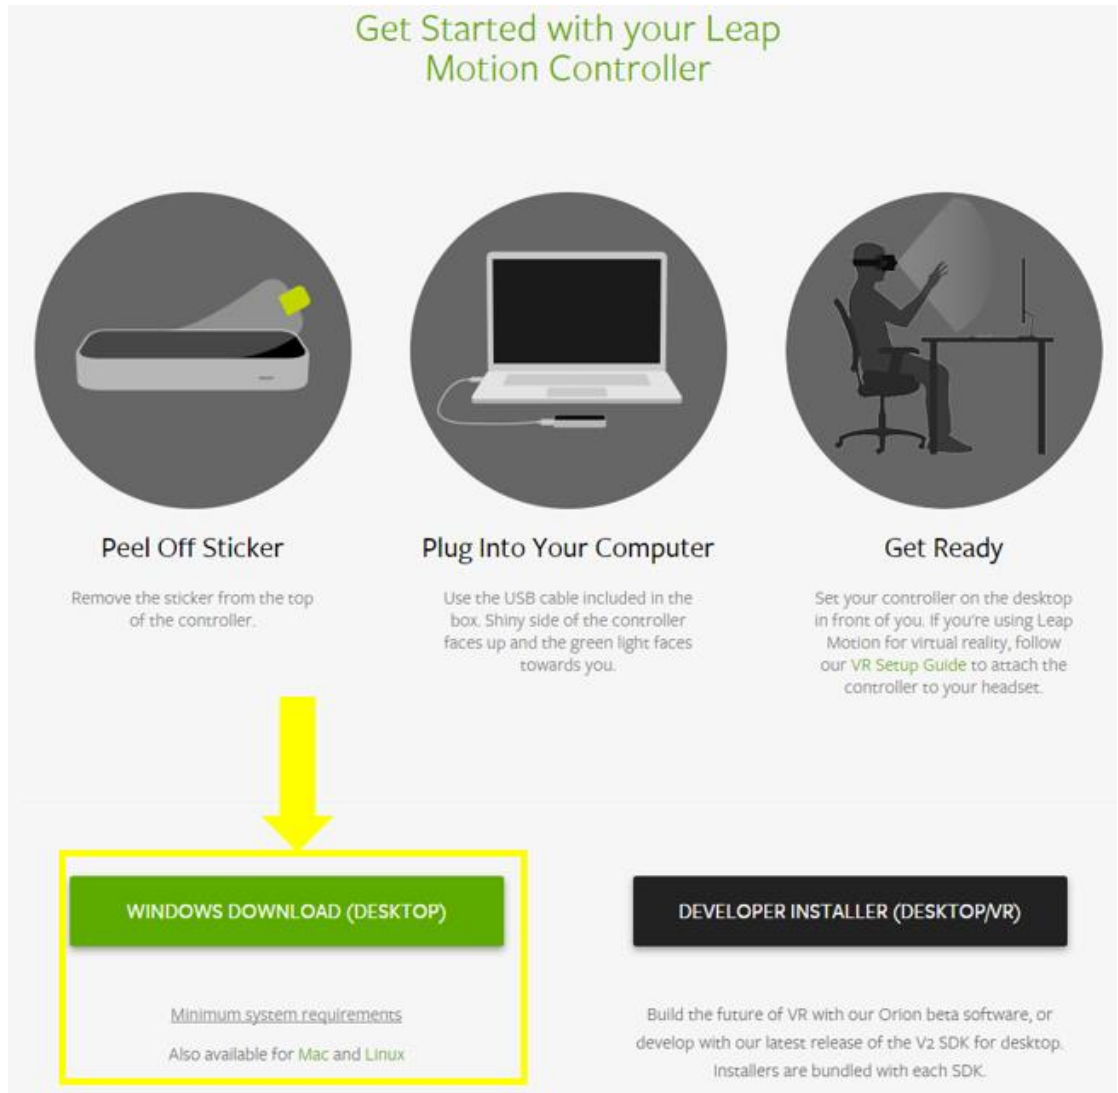 Get Started with your Leap
Motion Controller
Peel Off Sticker
Remove the sticker from the top
of the controller.
Plug Into Your Computer
Use the USB cable included in the
box. Shiny side of the controller
faces up and the green light faces
towards you.
Get Ready
Set your controller on the desktop
in front of you. If you're using Leap
Motion for virtual reality, follow
our VR Setup Guide to attach the
controller to your headset.
WINDOWS DOWNLOAD (DESKTOP)
Minimum system requirements
Also available for Mac and Linux
DEVELOPER INSTALLER (DESKTOP/VR)
Build the future of VR with our Orion beta software, or
develop with our latest release of the V2 SDK for desktop.
Installers are bundled with each SDK.